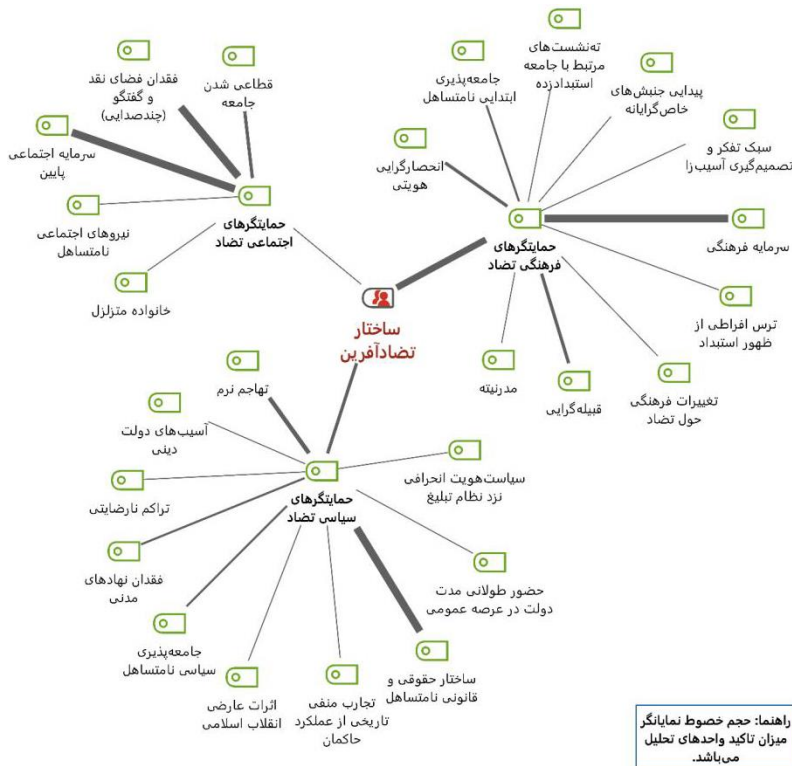 ته‌نشست‌های
مرتبط با جامعه
استبدادزده
جامعه‌پذیری
ابتدایی نامتساهل
پیدایی جنبش‌های
خاص‌گرایانه
انحصارگرایی
هویتی
سبک تفکر و
تصمیم‌گیری آسیب‌زا
حمایتگرهای
فرهنگی تضاد
سرمایه فرهنگی
ترس افراطی از
ظهور استبداد
تغییرات فرهنگی
حول تضاد
قبیله‌گرایی
مدرنیته
قطاعی شدن
جامعه
فقدان فضای نقد
و گفتگو
(چندصدایی)
سرمایه اجتماعی
پایین
حمایتگرهای
اجتماعی تضاد
نیروهای اجتماعی
نامتساهل
خانواده متزلزل
ساختار
تضادآفرین
تهاجم نرم
آسیب‌های دولت
دینی
تراکم نارضایتی
حمایتگرهای
سیاسی تضاد
سیاست‌هویت انحرافی
نزد نظام تبلیغ
فقدان نهادهای
مدنی
حضور طولانی مدت
دولت در عرصه عمومی
جامعه‌پذیری
سیاسی نامتساهل
ساختار حقوقی و
قانونی نامتساهل
تجارب منفی
تاریخی از عملکرد
حاکمان
اثرات عارضی
انقلاب اسلامی
راهنما: حجم خصوط نمایانگر
میزان تاکید واحدهای تحلیل
می‌باشد.